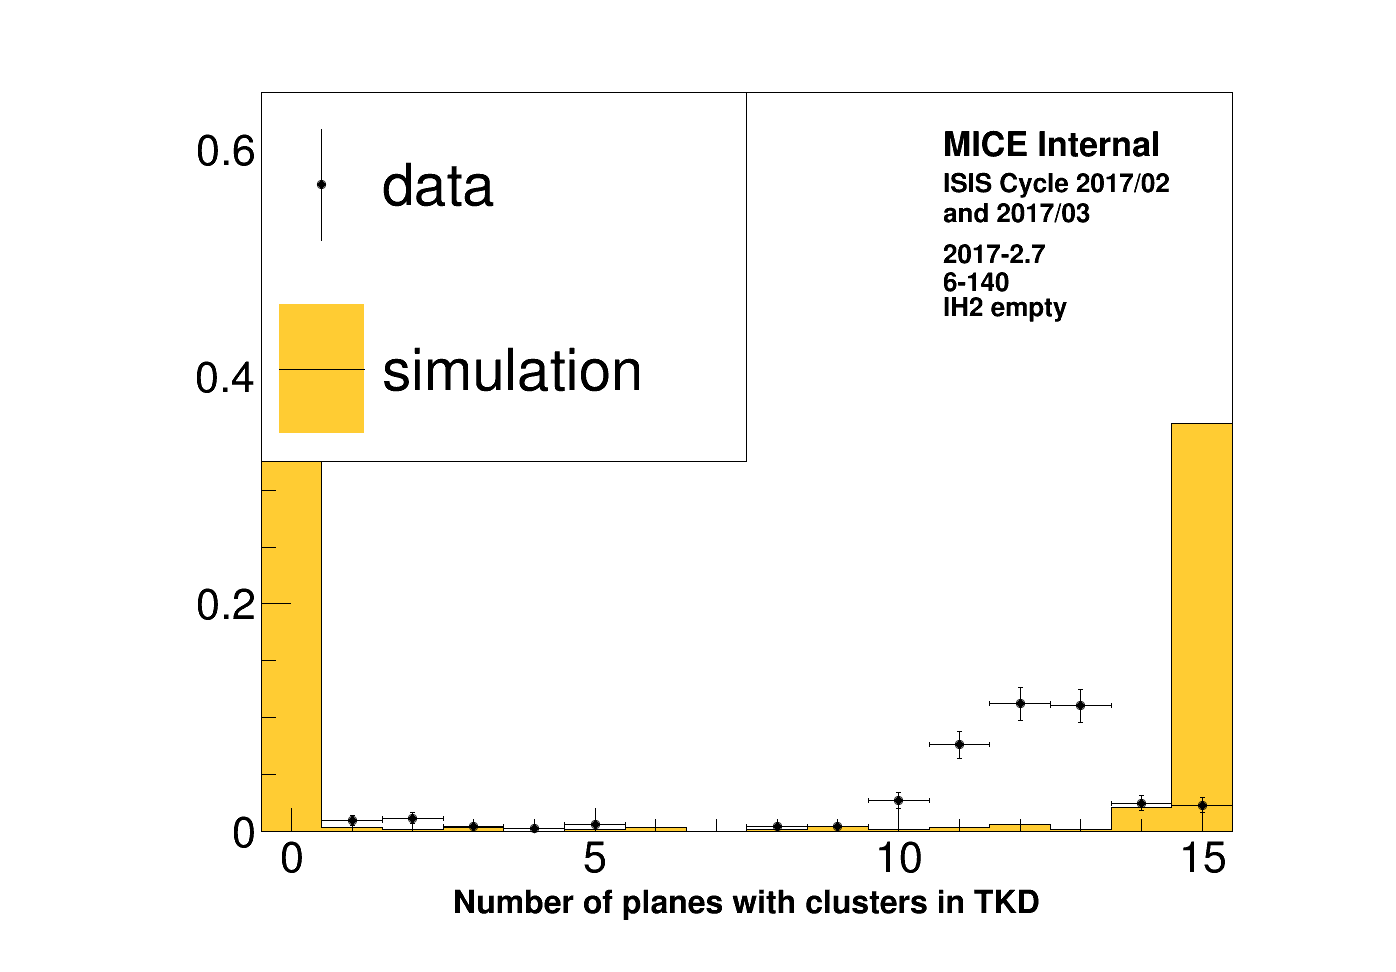 0.6
0.4
0.2
0
data
simulation
MICE Internal
ISIS Cycle 2017/02
and 2017/03
2017-2.7
6-140
lH2 empty
0 5 10 15
Number of planes with clusters in TKD